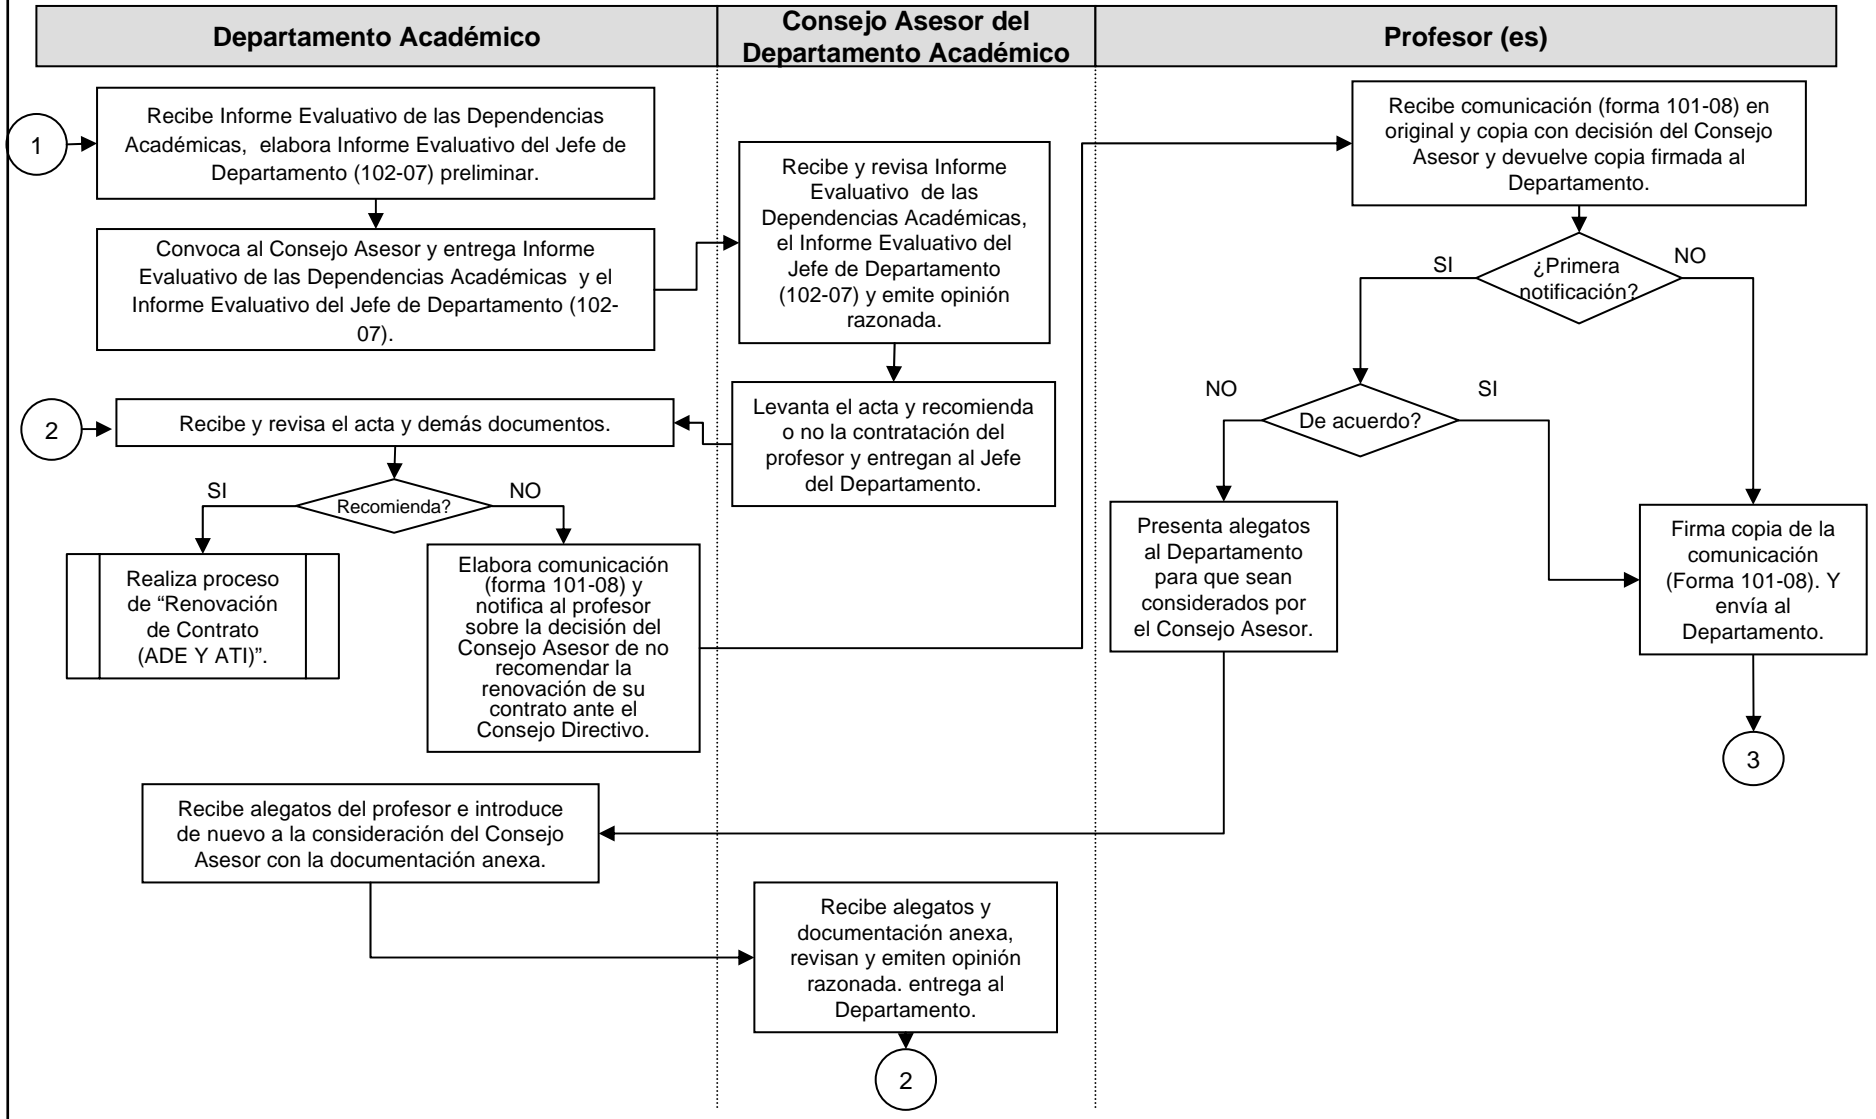 Departamento Académico
Consejo Asesor del
Departamento Académico
Profesor (es)
1
Recibe Informe Evaluativo de las Dependencias
Académicas,  elabora Informe Evaluativo del Jefe de
Departamento (102-07) preliminar.
Convoca al Consejo Asesor y entrega Informe
Evaluativo de las Dependencias Académicas  y el
Informe Evaluativo del Jefe de Departamento (102-
07).
Recibe y revisa Informe
Evaluativo  de las
Dependencias Académicas,
el Informe Evaluativo del
Jefe de Departamento
(102-07) y emite opinión
razonada.
Levanta el acta y recomienda
o no la contratación del
profesor y entregan al Jefe
del Departamento.
2
Recibe y revisa el acta y demás documentos.
Recomienda?
SI
NO
Realiza proceso
de “Renovación
de Contrato
(ADE Y ATI)”.
Elabora comunicación
(forma 101-08) y
notifica al profesor
sobre la decisión del
Consejo Asesor de no
recomendar la
renovación de su
contrato ante el
Consejo Directivo.
Recibe comunicación (forma 101-08) en
original y copia con decisión del Consejo
Asesor y devuelve copia firmada al
Departamento.
¿Primera
notificación?
SI
NO
De acuerdo?
NO
SI
Presenta alegatos
al Departamento
para que sean
considerados por
el Consejo Asesor.
Firma copia de la
comunicación
(Forma 101-08). Y
envía al
Departamento.
3
Recibe alegatos del profesor e introduce
de nuevo a la consideración del Consejo
Asesor con la documentación anexa.
Recibe alegatos y
documentación anexa,
revisan y emiten opinión
razonada. entrega al
Departamento.
2